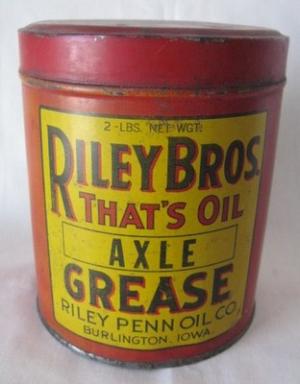 2-LBS. NET WGT.
RILEY BROS.
THAT'S OIL
AXLE
GREASE
RILEY PENN OIL CO.
BURLINGTON, IOWA.